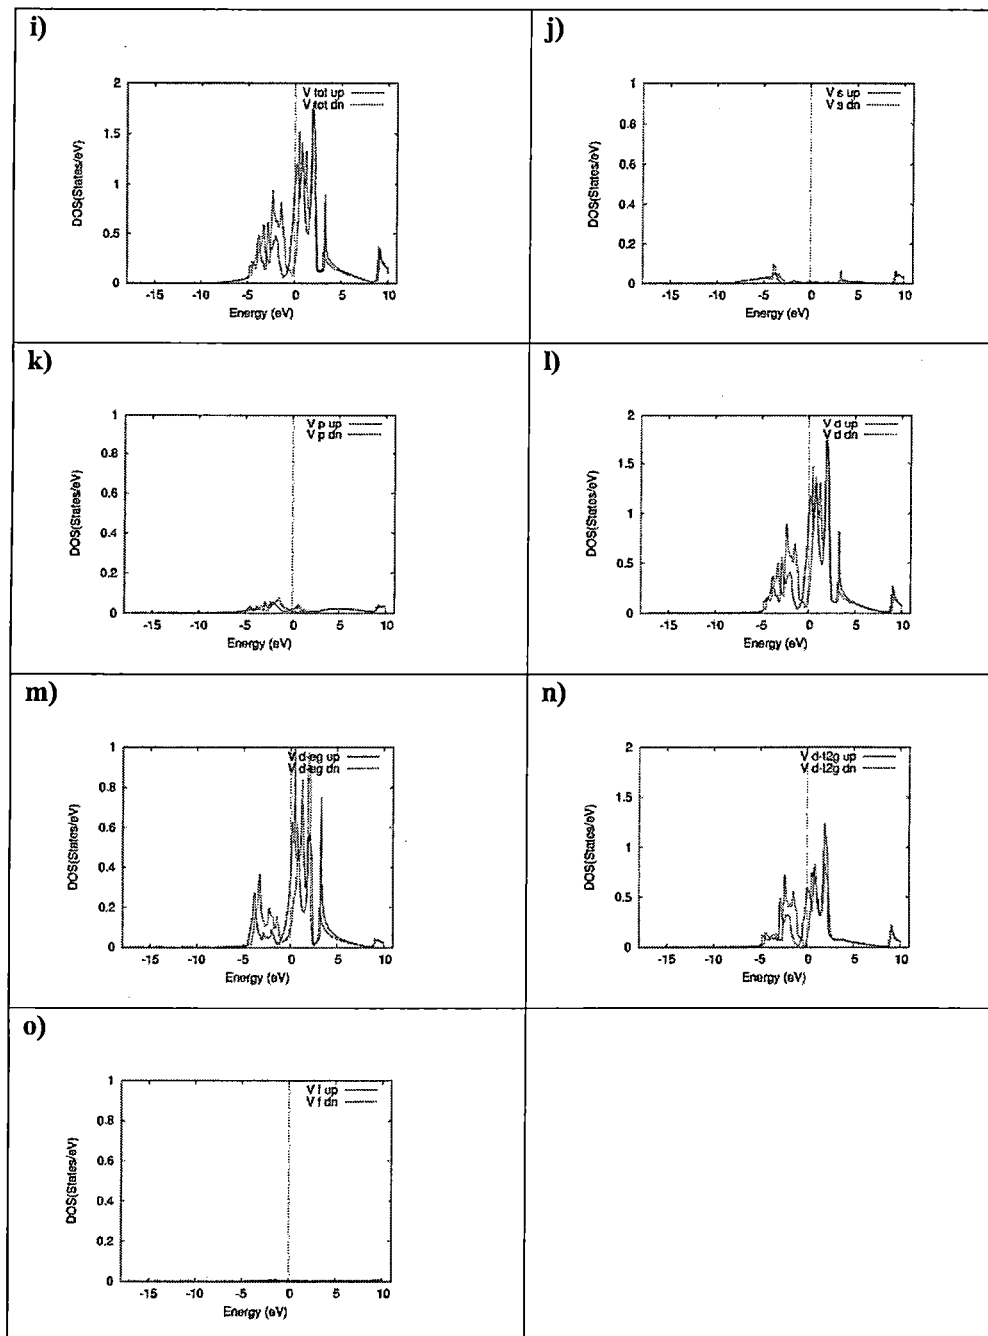 i)
V tot up
V tot dn
DOS(States/eV)
2
1.5
1
0.5
0
-15 -10 -5 0 5 10
Energy (eV)
j)
V s up
V s dn
DOS(States/eV)
1
0.8
0.6
0.4
0.2
0
-15 -10 -5 0 5 10
Energy (eV)
k)
V p up
V p dn
DOS(States/eV)
1
0.8
0.6
0.4
0.2
0
-15 -10 -5 0 5 10
Energy (eV)
l)
V d up
V d dn
DOS(States/eV)
2
1.5
1
0.5
0
-15 -10 -5 0 5 10
Energy (eV)
m)
V d-eg up
V d-eg dn
DOS(States/eV)
1
0.8
0.6
0.4
0.2
0
-15 -10 -5 0 5 10
Energy (eV)
n)
V d-t2g up
V d-t2g dn
DOS(States/eV)
2
1.5
1
0.5
0
-15 -10 -5 0 5 10
Energy (eV)
o)
V f up
V f dn
DOS(States/eV)
1
0.8
0.6
0.4
0.2
0
-15 -10 -5 0 5 10
Energy (eV)